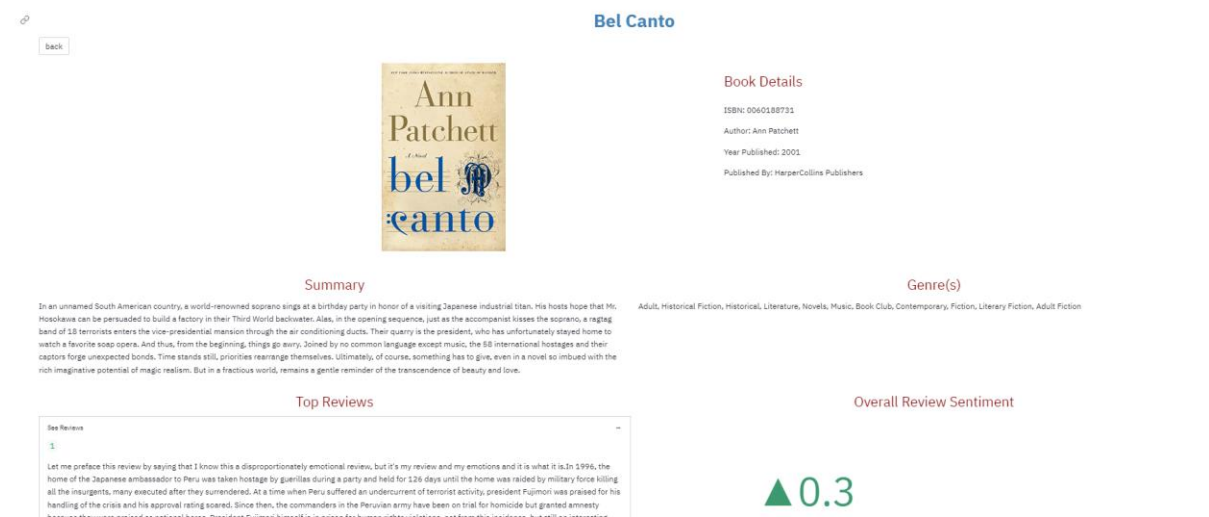 Bel Canto
back
Ann
Patchett
A Novel
bel
canto
Book Details
ISBN: 0060188731
Author: Ann Patchett
Year Published: 2001
Published By: HarperCollins Publishers
Summary
In an unnamed South American country, a world-renowned soprano sings at a birthday party in honor of a visiting Japanese industrial titan. His hosts hope that Mr.
Hosokawa can be persuaded to build a factory in their Third World backwater. Alas, in the opening sequence, just as the accompanist kisses the soprano, a ragtag
band of 18 terrorists enters the vice-presidential mansion through the air conditioning ducts. Their quarry is the president, who has unfortunately stayed home to
watch a favorite soap opera. And thus, from the beginning, things go awry. Joined by no common language except music, the 58 international hostages and their
captors forge unexpected bonds. Time stands still, priorities rearrange themselves. Ultimately, of course, something has to give, even in a novel so imbued with the
rich imaginative potential of magic realism. But in a fractious world, remains a gentle reminder of the transcendence of beauty and love.
Genre(s)
Adult, Historical Fiction, Historical, Literature, Novels, Music, Book Club, Contemporary, Fiction, Literary Fiction, Adult Fiction
Top Reviews
See Reviews
1
Let me preface this review by saying that I know this a disproportionately emotional review, but it's my review and my emotions and it is what it is.In 1996, the
home of the Japanese ambassador to Peru was taken hostage by guerillas during a party and held for 126 days until the home was raided by military force killing
all the insurgents, many executed after they surrendered. At a time when Peru suffered an undercurrent of terrorist activity, president Fujimori was praised for his
handling of the crisis and his approval rating soared. Since then, the commanders in the Peruvian army have been on trial for homicide but granted amnesty
Overall Review Sentiment
▲0.3